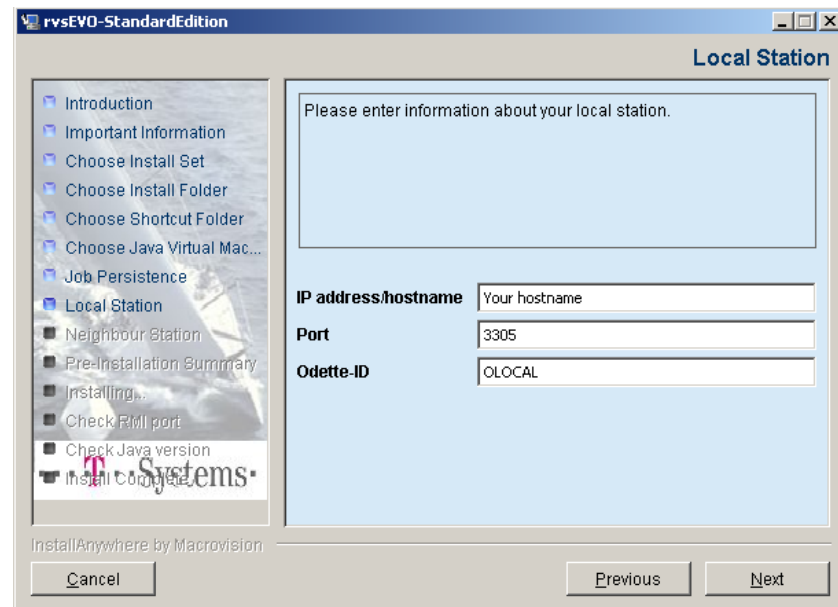 rvsEVO-StandardEdition
Local Station
Introduction
Important Information
Choose Install Set
Choose Install Folder
Choose Shortcut Folder
Choose Java Virtual Mac...
Job Persistence
Local Station
Neighbour Station
Pre-Installation Summary
Installing...
Check RMI port
Check Java version
Install Complete
· · T · · Systems ·
Please enter information about your local station.
IP address/hostname Your hostname
Port 3305
Odette-ID OLOCAL
InstallAnywhere by Macrovision
Cancel Previous Next